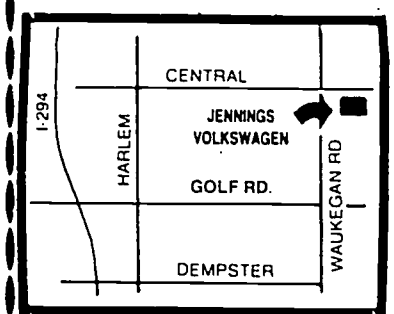 CENTRAL
I-294
JENNINGS
VOLKSWAGEN
HARLEM
WAUKEGAN RD
GOLF RD.
DEMPSTER